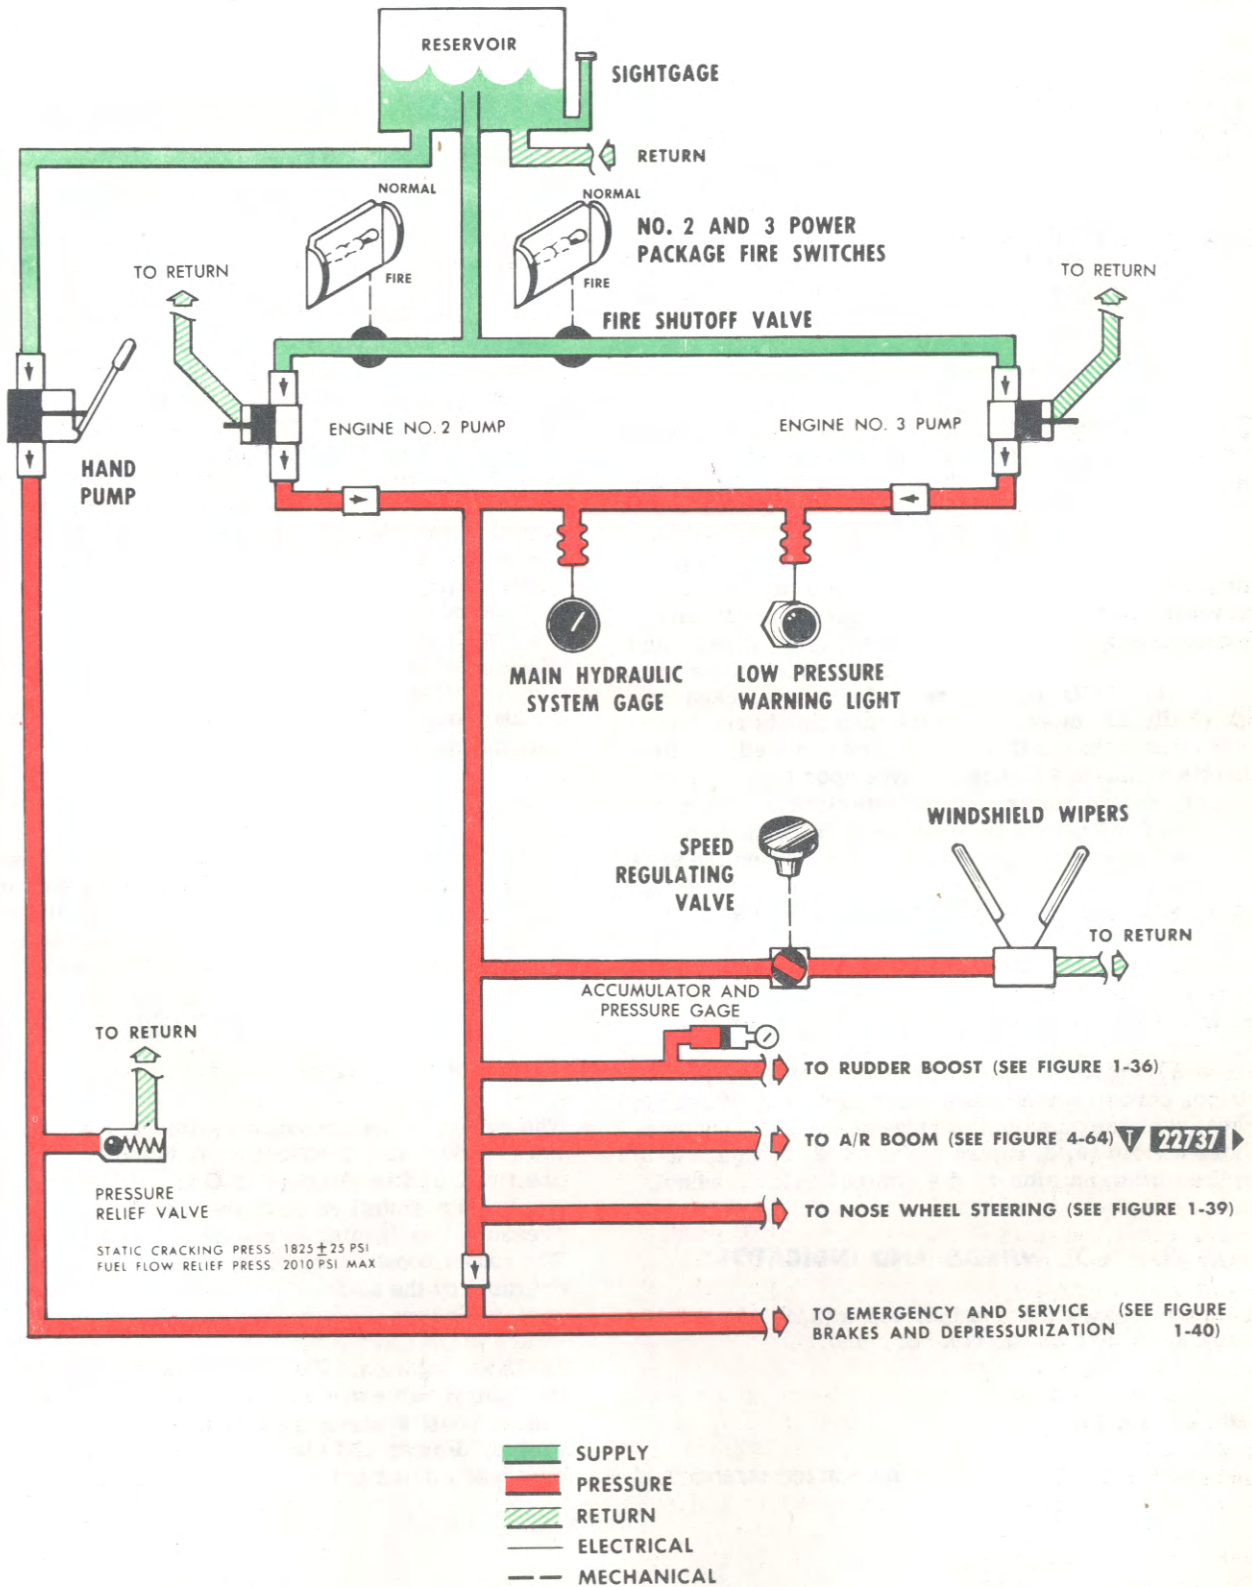 RESERVOIR
SIGHTGAGE
RETURN
NORMAL
NORMAL
NO. 2 AND 3 POWER
PACKAGE FIRE SWITCHES
TO RETURN
FIRE
FIRE
TO RETURN
FIRE SHUTOFF VALVE
ENGINE NO. 2 PUMP
ENGINE NO. 3 PUMP
HAND
PUMP
MAIN HYDRAULIC
SYSTEM GAGE
LOW PRESSURE
WARNING LIGHT
WINDSHIELD WIPERS
SPEED
REGULATING
VALVE
TO RETURN
ACCUMULATOR AND
PRESSURE GAGE
TO RETURN
TO RUDDER BOOST (SEE FIGURE 1-36)
TO A/R BOOM (SEE FIGURE 4-64) T 22737
PRESSURE
RELIEF VALVE
TO NOSE WHEEL STEERING (SEE FIGURE 1-39)
STATIC CRACKING PRESS. 1825±25 PSI
FUEL FLOW RELIEF PRESS. 2010 PSI MAX
TO EMERGENCY AND SERVICE (SEE FIGURE
BRAKES AND DEPRESSURIZATION 1-40)
SUPPLY
PRESSURE
RETURN
ELECTRICAL
MECHANICAL